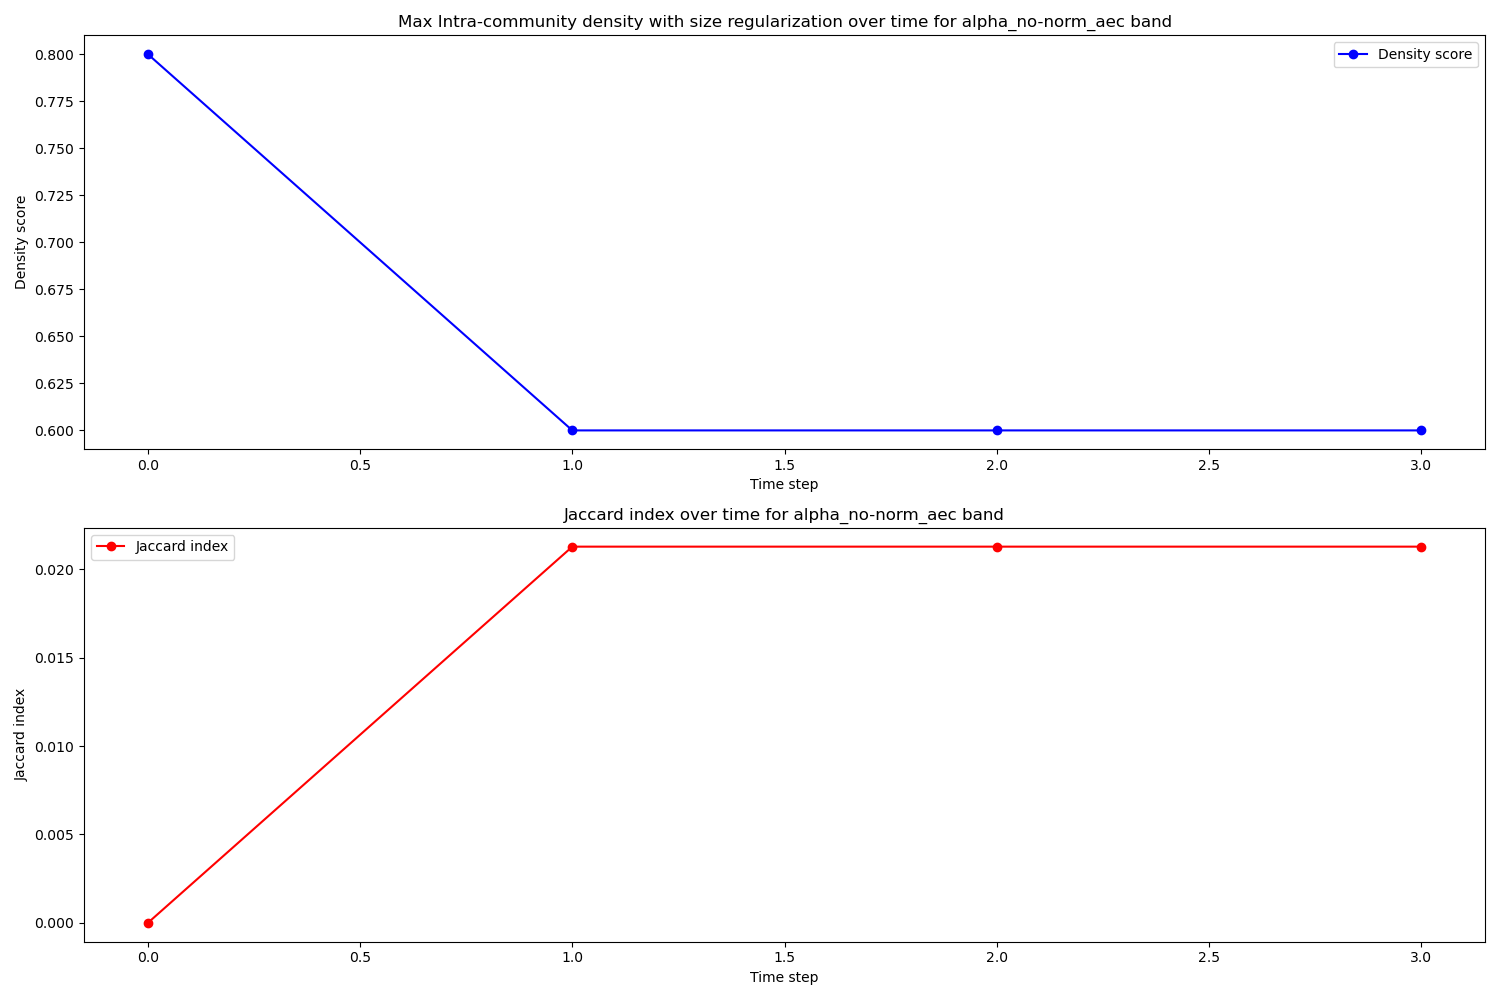 Max Intra-community density with size regularization over time for alpha_no-norm_aec band
Density score
0.800
0.775
0.750
0.725
0.700
0.675
0.650
0.625
0.600
Density score
0.0 0.5 1.0 1.5 2.0 2.5 3.0
Time step
Jaccard index over time for alpha_no-norm_aec band
Jaccard index
0.020
0.015
0.010
0.005
0.000
Jaccard index
0.0 0.5 1.0 1.5 2.0 2.5 3.0
Time step